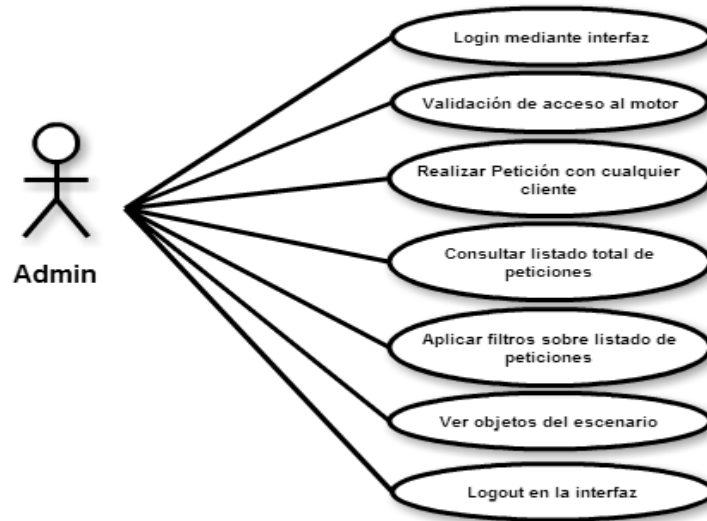 Login mediante interfaz
Validación de acceso al motor
Realizar Petición con cualquier
cliente
Admin
Consultar listado total de
peticiones
Aplicar filtros sobre listado de
peticiones
Ver objetos del escenario
Logout en la interfaz